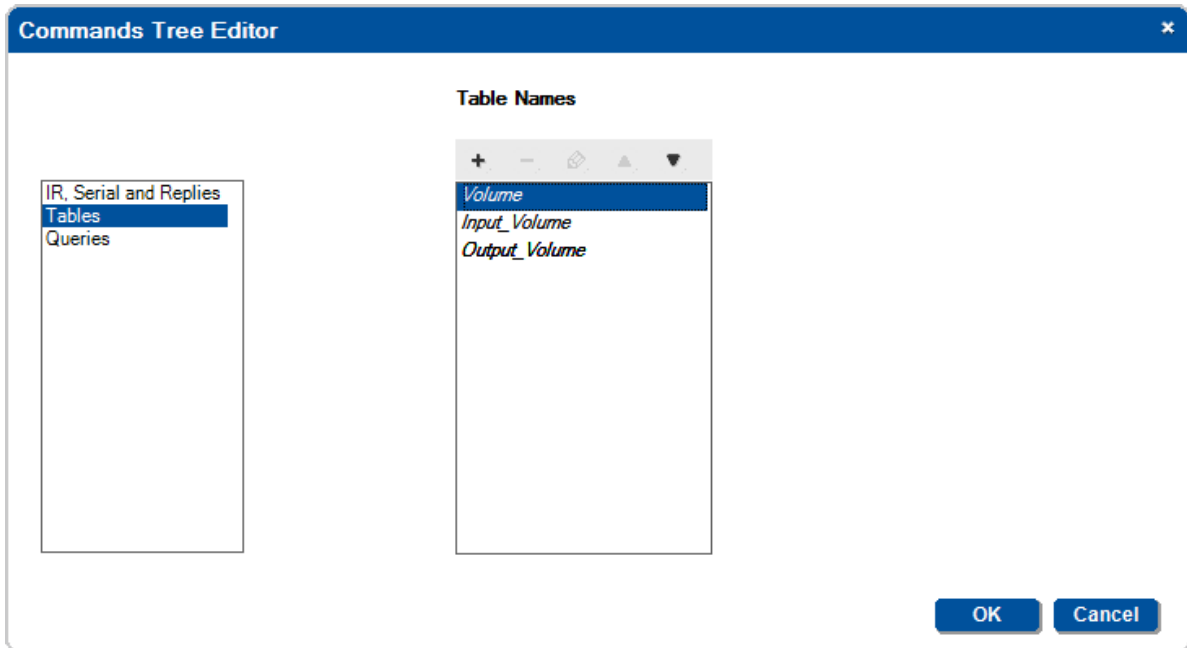 Commands Tree Editor
Table Names
IR, Serial and Replies
Tables
Queries
Volume
Input_Volume
Output_Volume
OK
Cancel